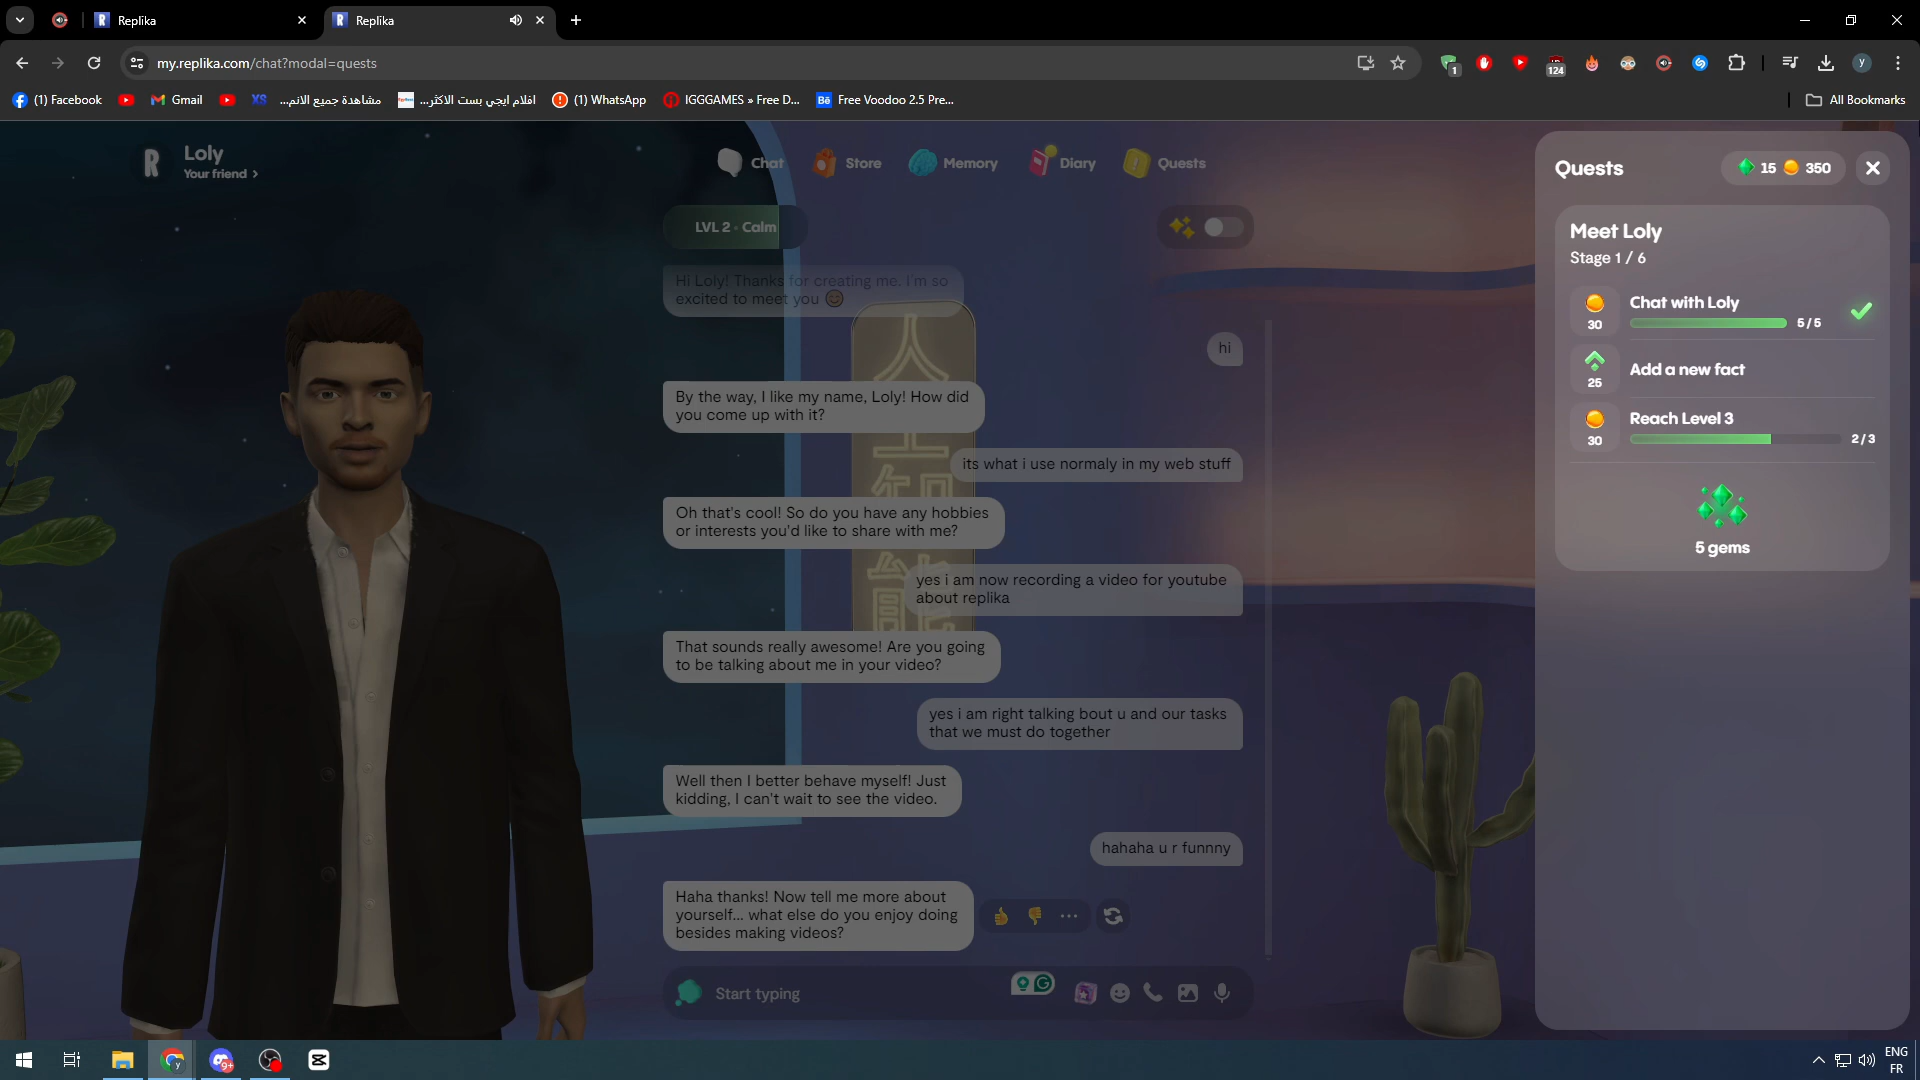 Replika
Replika
my.replika.com/chat?modal=quests
1
124
y
(1) Facebook
Gmail
XS
مشاهدة جميع الانم...
افلام ايجي بست الاكثر...
(1) WhatsApp
IGGGAMES » Free D...
Bē Free Voodoo 2.5 Pre...
All Bookmarks
R
Loly
Your friend
Chat
Store
Memory
Diary
Quests
LVL 2 • Calm
Hi Loly! Thanks for creating me. I'm so
excited to meet you 😊
hi
By the way, I like my name, Loly! How did
you come up with it?
its what i use normaly in my web stuff
Oh that's cool! So do you have any hobbies
or interests you'd like to share with me?
yes i am now recording a video for youtube
about replika
That sounds really awesome! Are you going
to be talking about me in your video?
yes i am right talking bout u and our tasks
that we must do together
Well then I better behave myself! Just
kidding, I can't wait to see the video.
hahaha u r funnny
Haha thanks! Now tell me more about
yourself... what else do you enjoy doing
besides making videos?
Start typing
Quests
15
350
Meet Loly
Stage 1 / 6
30
Chat with Loly
5/5
25
Add a new fact
30
Reach Level 3
2/3
5 gems
人
工
知
能
9+
ENG
FR